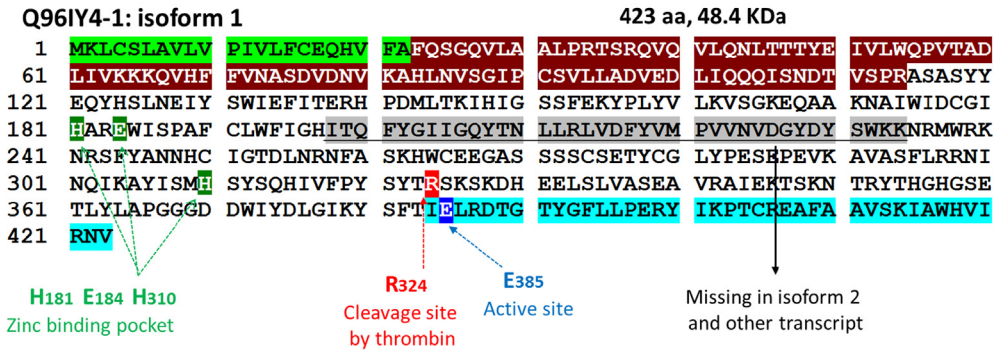 Q96IY4-1: isoform 1 423 aa, 48.4 KDa
1 MKLCSLAVLV PIVLFCEQHV FAFQSGQVLA ALPRTSRQVQ VLQNLTTTYE IVLWQPVTAD
61 LIVKKKQVHF FVNASDVDNV KAHLNVSGIP CSVLLADVED LIQQQISNDT VSPRASASYY
121 EQYHSLNEIY SWIEFITERH PDMLTKIHIG SSFEKYPLYV LKVSGKEQAA KNAIWIDCGI
181 HAREWISPAF CLWFIGHITQ FYGIIGQYTN LLRLVDFYVM PVVNVDGYDY SWKKNRMWRK
241 NRSFYANNHC IGTDLNRNFA SKHWCEEGAS SSSCSETYCG LYPESEPEVK AVASFLRRNI
301 NQIKAYISMH SYSQHIVFPY SYTRSKSKDH EELSLVASEA VRAIEKTSKN TRYTHGHGSE
361 TLYLAPGGGD DWIYDLGIKY SFTIELRDTG TYGFLLPERY IKPTCREAFA AVSKIAWHVI
421 RNV
H181 E184 H310
Zinc binding pocket
R324
Cleavage site
by thrombin
E385
Active site
Missing in isoform 2
and other transcript